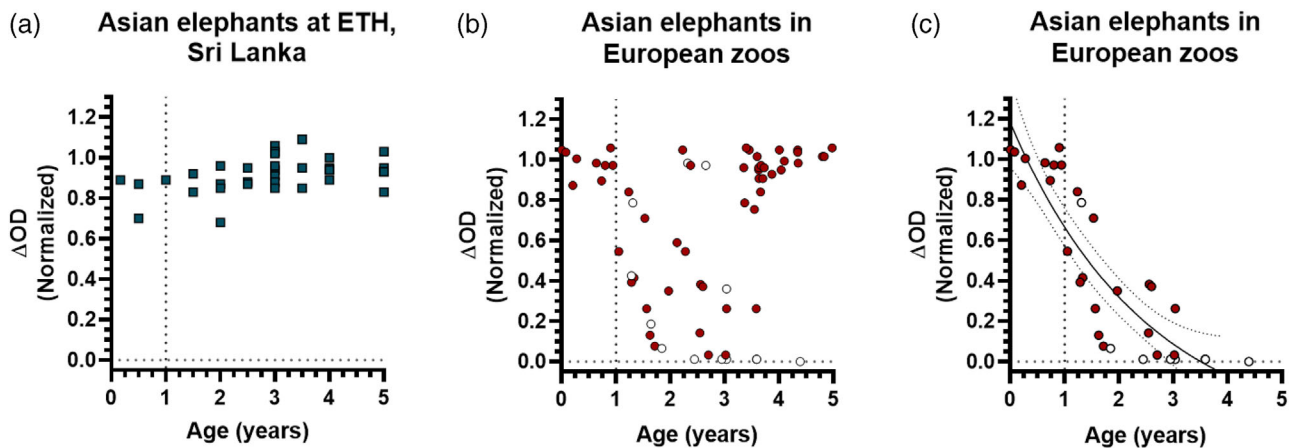 (a)
Asian elephants at ETH,
Sri Lanka
ΔOD
(Normalized)
1.2
1.0
0.8
0.6
0.4
0.2
0.0
0 1 2 3 4 5
Age (years)
(b)
Asian elephants in
European zoos
ΔOD
(Normalized)
1.2
1.0
0.8
0.6
0.4
0.2
0.0
0 1 2 3 4 5
Age (years)
(c)
Asian elephants in
European zoos
ΔOD
(Normalized)
1.2
1.0
0.8
0.6
0.4
0.2
0.0
0 1 2 3 4 5
Age (years)